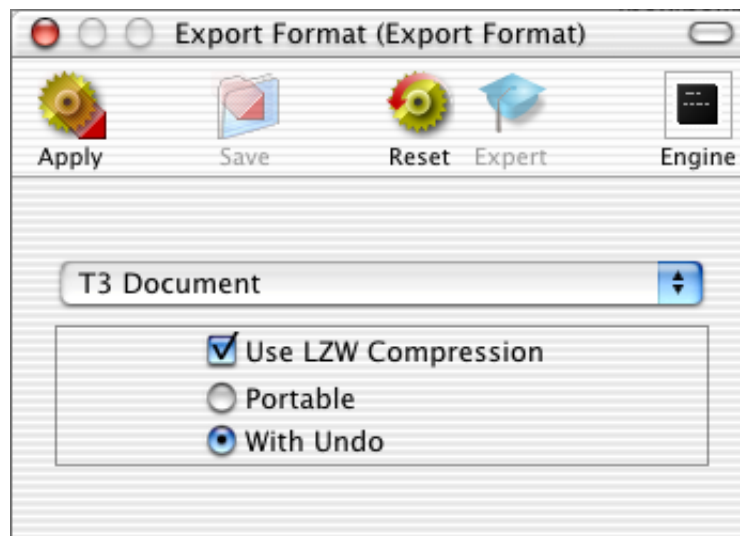 Export Format (Export Format)
Apply Save Reset Expert Engine
T3 Document
Use LZW Compression
Portable
With Undo